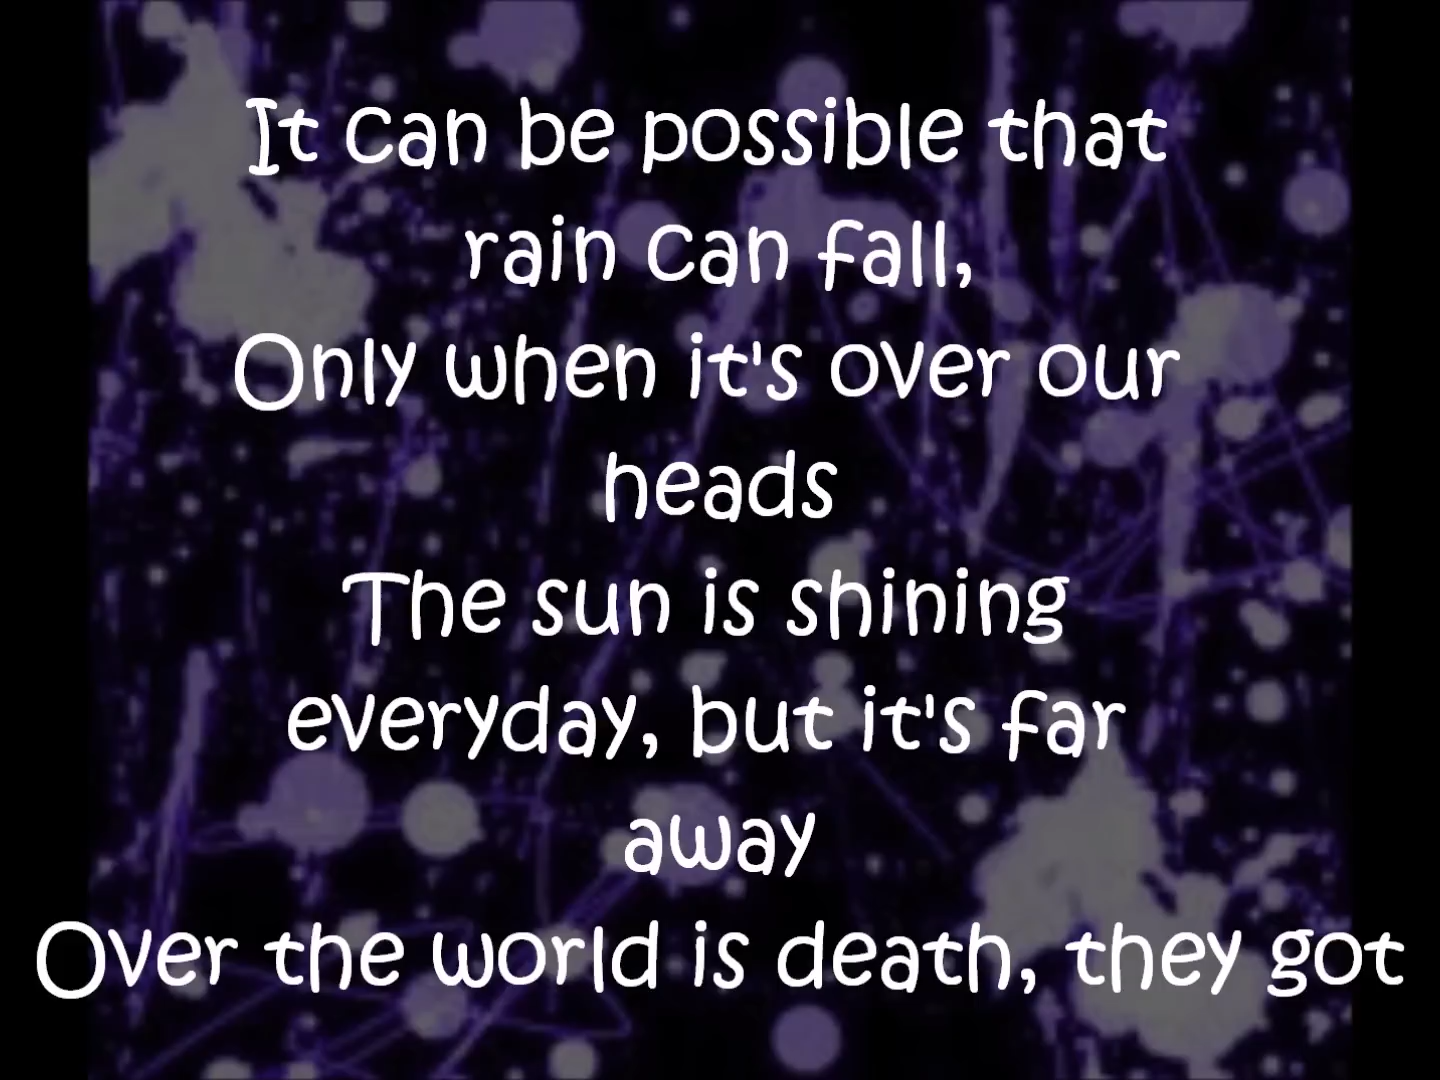 It can be possible that
rain can fall,
Only when it's over our
heads
The sun is shining
everyday, but it's far
away
Over the world is death, they got